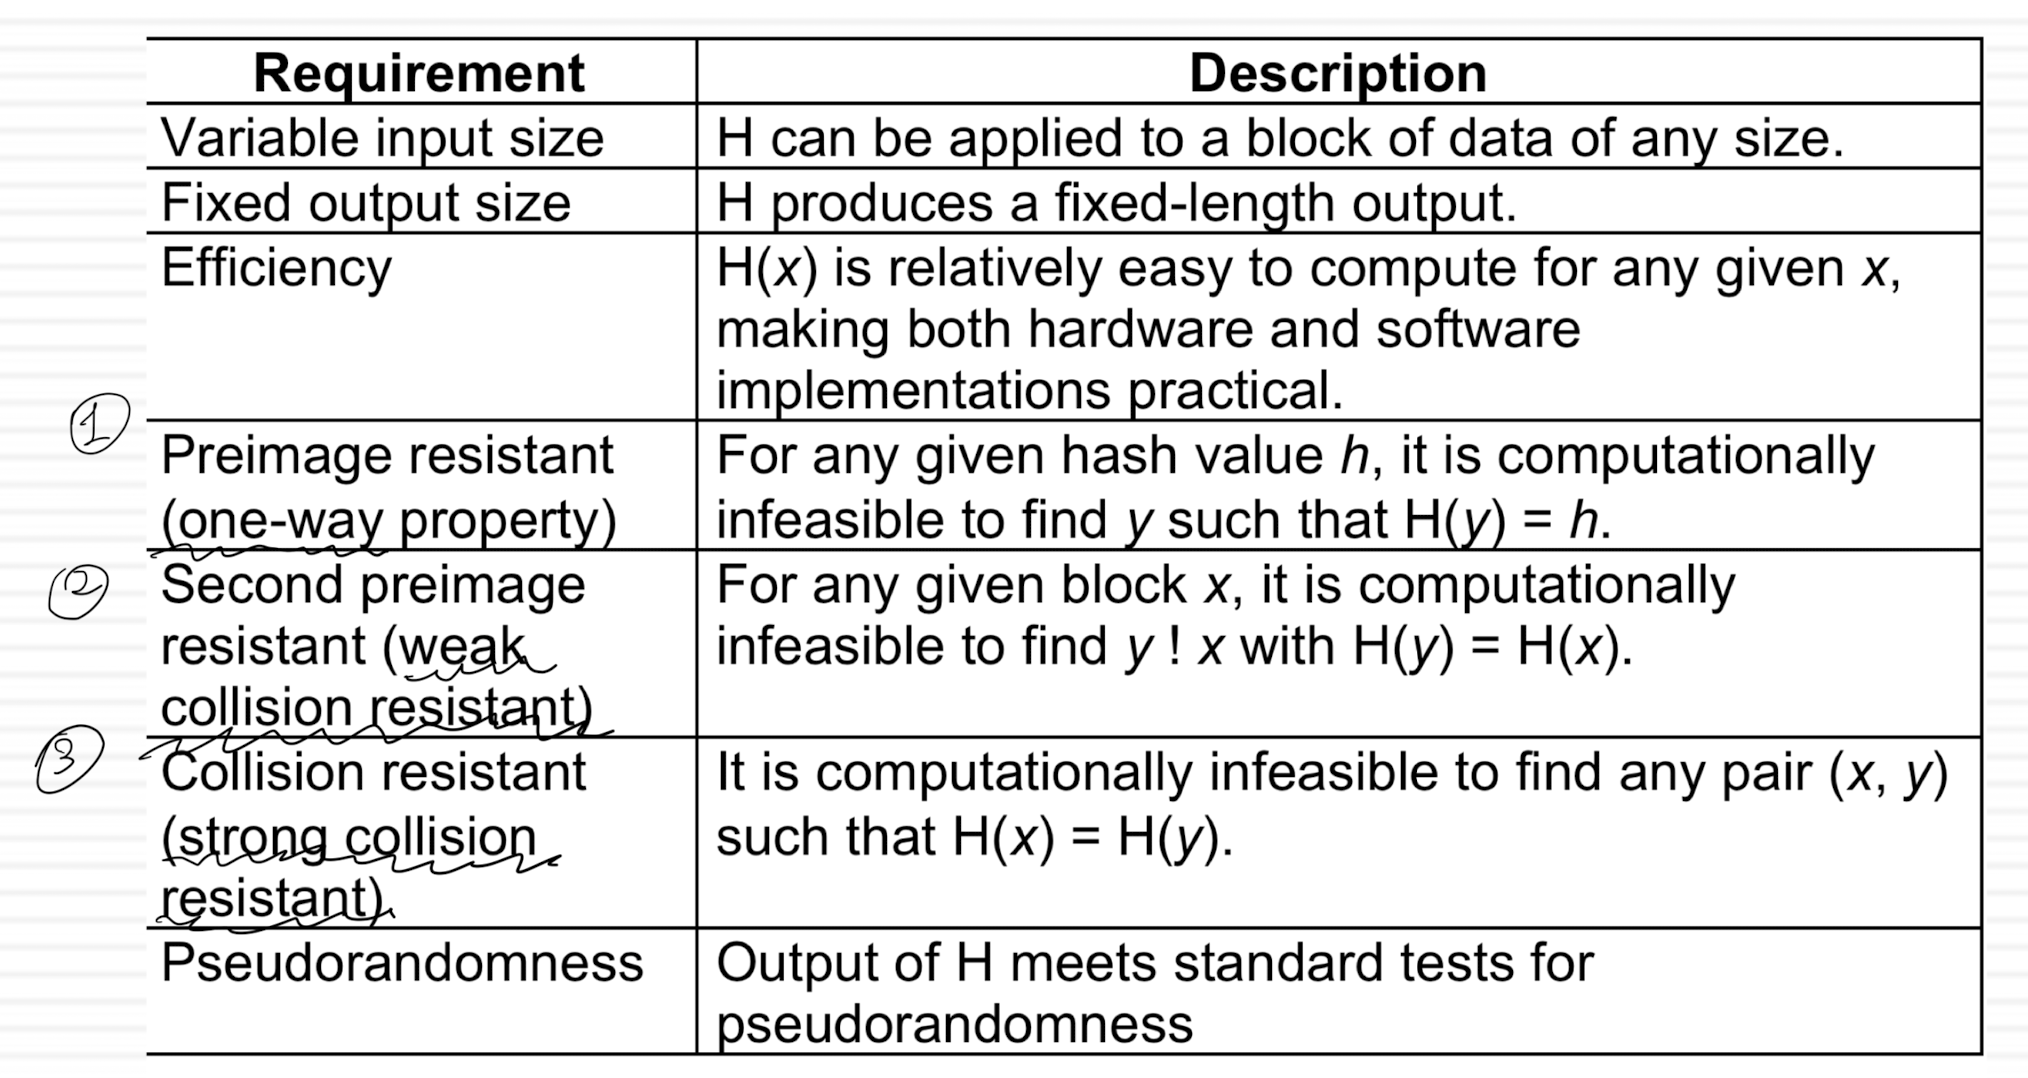 Requirement Description
Variable input size H can be applied to a block of data of any size.
Fixed output size H produces a fixed-length output.
Efficiency H(x) is relatively easy to compute for any given x,
making both hardware and software
implementations practical.
1
Preimage resistant For any given hash value h, it is computationally
(one-way property) infeasible to find y such that H(y) = h.
2
Second preimage For any given block x, it is computationally
resistant (weak infeasible to find y ! x with H(y) = H(x).
collision resistant)
3
Collision resistant It is computationally infeasible to find any pair (x, y)
(strong collision such that H(x) = H(y).
resistant)
Pseudorandomness Output of H meets standard tests for
pseudorandomness